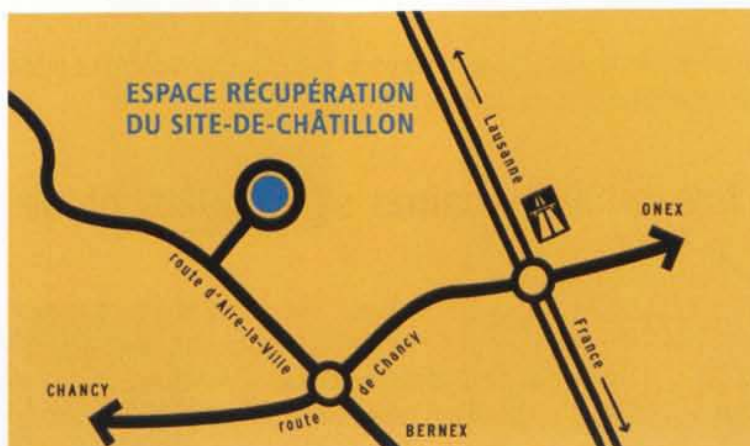 ESPACE RÉCUPÉRATION
DU SITE-DE-CHÂTILLON
Lausanne
ONEX
route d'Aire-la-Ville
France
route de Chancy
CHANCY
BERNEX